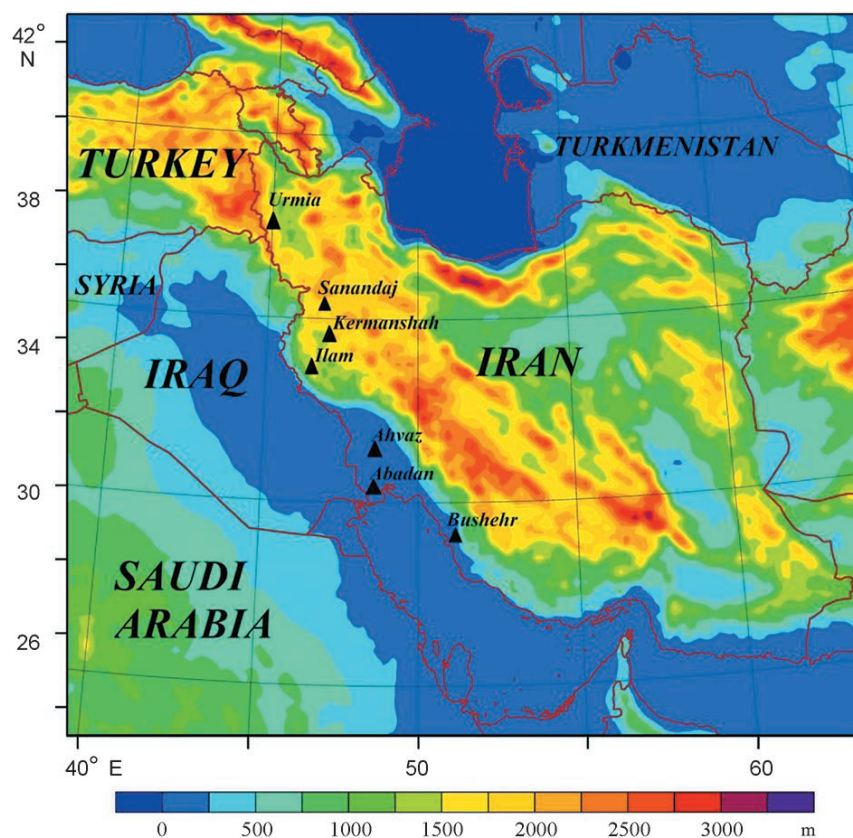 42° N
TURKEY
TURKMENISTAN
38
Urmia
SYRIA
Sanandaj
Kermanshah
34
Ilam
IRAN
IRAQ
Ahvaz
Abadan
30
Bushehr
SAUDI
ARABIA
26
40° E 50 60
0 500 1000 1500 2000 2500 3000 m